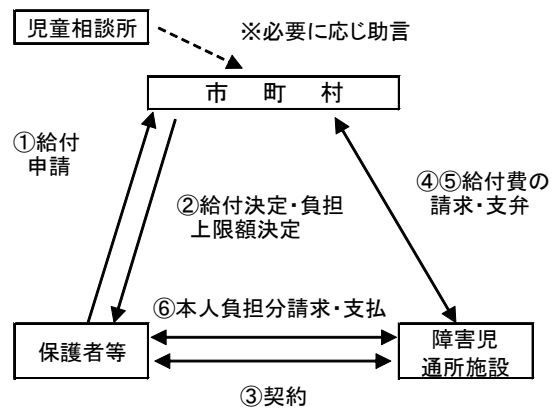 児童相談所
※必要に応じ助言
市　町　村
①給付
申請
②給付決定・負担
上限額決定
④⑤給付費の
請求・支弁
⑥本人負担分請求・支払
保護者等
障害児
通所施設
③契約